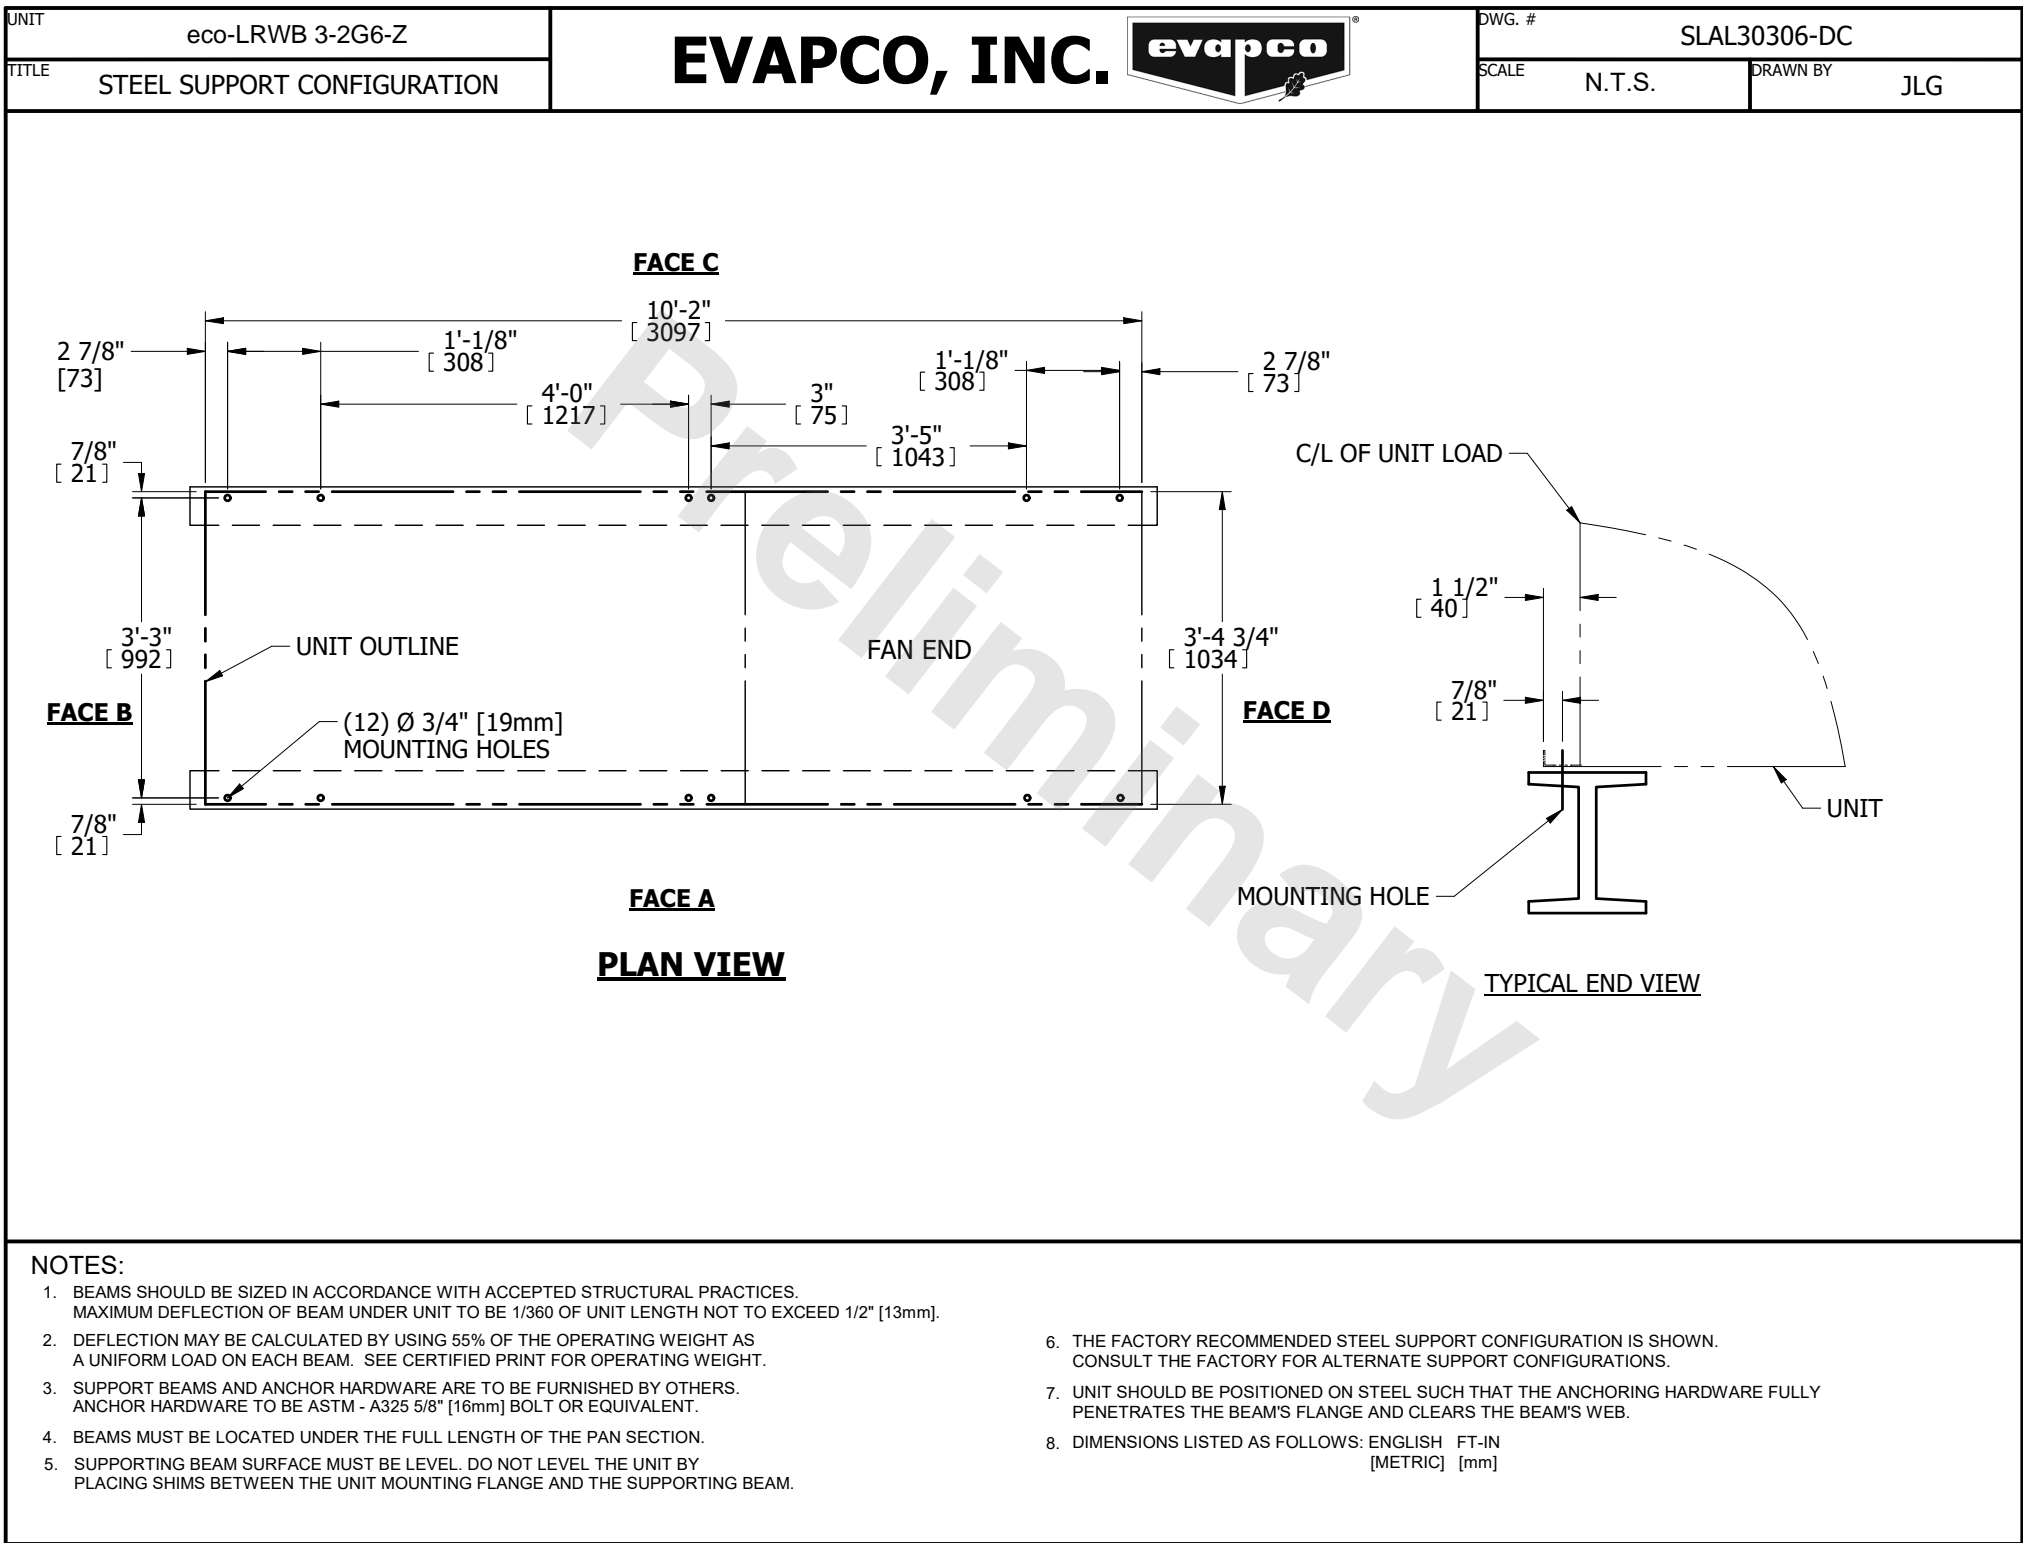 UNIT
eco-LRWB 3-2G6-Z
TITLE
STEEL SUPPORT CONFIGURATION
EVAPCO, INC.
evapco
®
DWG. #
SLAL30306-DC
SCALE
N.T.S.
DRAWN BY
JLG
FACE C
10'-2"
[ 3097]
2 7/8"
[73]
1'-1/8"
[ 308]
1'-1/8"
[ 308]
2 7/8"
[ 73]
4'-0"
[ 1217]
3"
[ 75]
3'-5"
[ 1043]
7/8"
[ 21]
3'-3"
[ 992]
UNIT OUTLINE
FAN END
3'-4 3/4"
[ 1034]
FACE B
(12) Ø 3/4" [19mm]
MOUNTING HOLES
FACE D
7/8"
[ 21]
FACE A
PLAN VIEW
C/L OF UNIT LOAD
1 1/2"
[ 40]
7/8"
[ 21]
UNIT
MOUNTING HOLE
TYPICAL END VIEW
Preliminary
NOTES:
1. BEAMS SHOULD BE SIZED IN ACCORDANCE WITH ACCEPTED STRUCTURAL PRACTICES.
MAXIMUM DEFLECTION OF BEAM UNDER UNIT TO BE 1/360 OF UNIT LENGTH NOT TO EXCEED 1/2" [13mm].
2. DEFLECTION MAY BE CALCULATED BY USING 55% OF THE OPERATING WEIGHT AS
A UNIFORM LOAD ON EACH BEAM. SEE CERTIFIED PRINT FOR OPERATING WEIGHT.
3. SUPPORT BEAMS AND ANCHOR HARDWARE ARE TO BE FURNISHED BY OTHERS.
ANCHOR HARDWARE TO BE ASTM - A325 5/8" [16mm] BOLT OR EQUIVALENT.
4. BEAMS MUST BE LOCATED UNDER THE FULL LENGTH OF THE PAN SECTION.
5. SUPPORTING BEAM SURFACE MUST BE LEVEL. DO NOT LEVEL THE UNIT BY
PLACING SHIMS BETWEEN THE UNIT MOUNTING FLANGE AND THE SUPPORTING BEAM.
6. THE FACTORY RECOMMENDED STEEL SUPPORT CONFIGURATION IS SHOWN.
CONSULT THE FACTORY FOR ALTERNATE SUPPORT CONFIGURATIONS.
7. UNIT SHOULD BE POSITIONED ON STEEL SUCH THAT THE ANCHORING HARDWARE FULLY
PENETRATES THE BEAM'S FLANGE AND CLEARS THE BEAM'S WEB.
8. DIMENSIONS LISTED AS FOLLOWS: ENGLISH FT-IN
[METRIC] [mm]